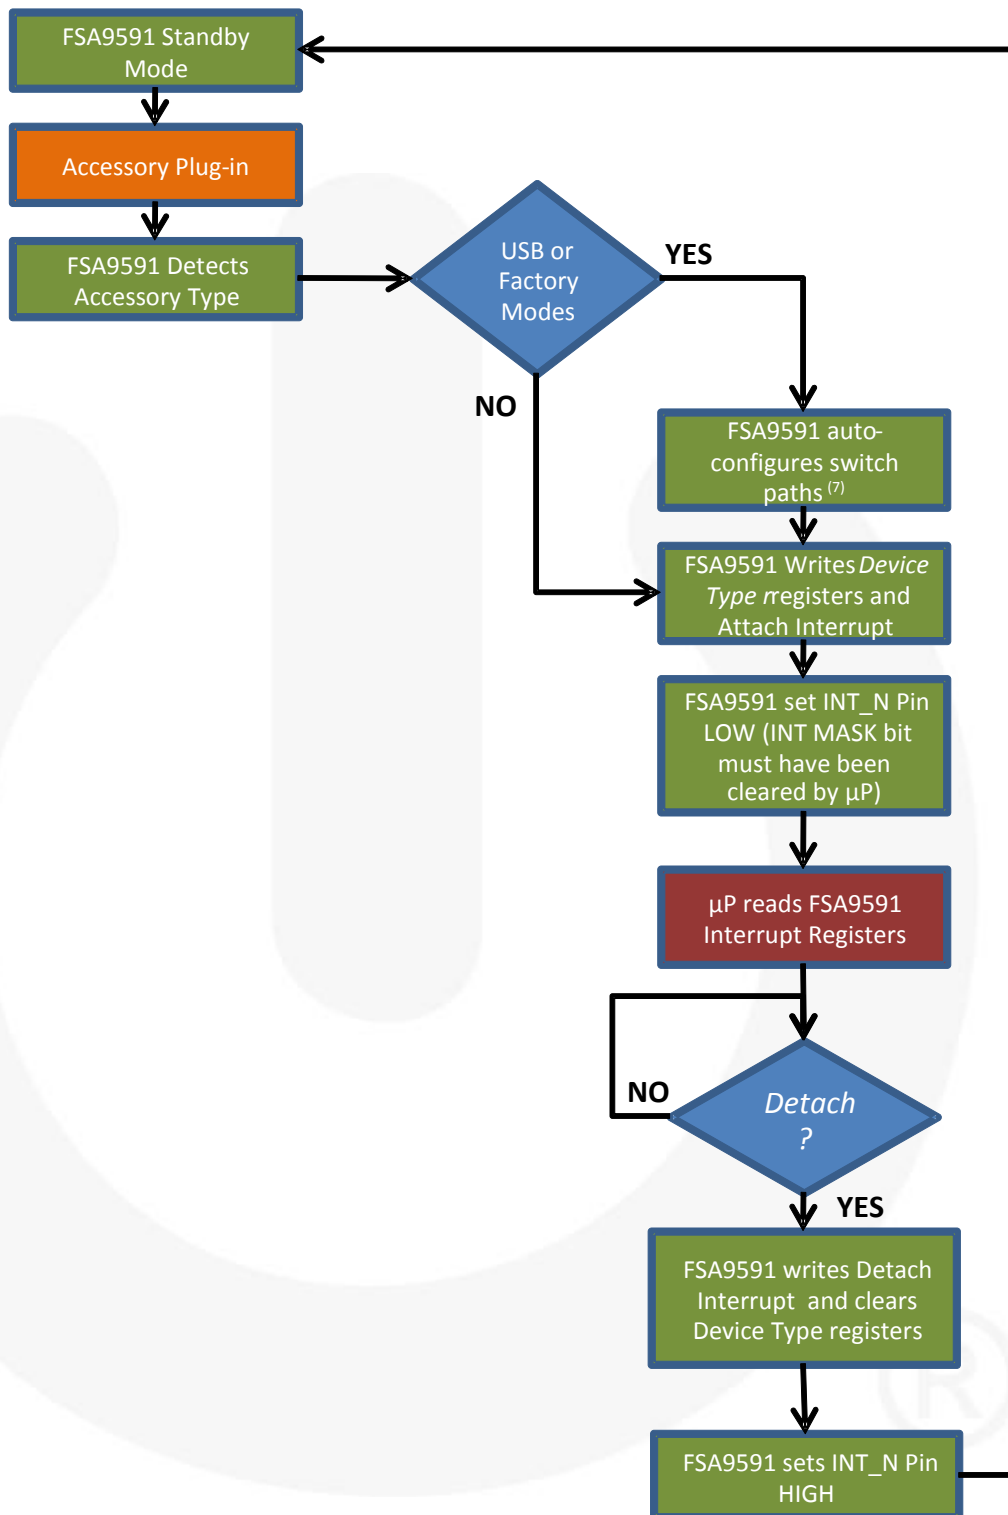 FSA9591 Standby
Mode
Accessory Plug-in
FSA9591 Detects
Accessory Type
USB or
Factory
Modes
YES
NO
FSA9591 auto-
configures switch
paths (7)
FSA9591 Writes Device
Type rregisters and
Attach Interrupt
FSA9591 set INT_N Pin
LOW (INT MASK bit
must have been
cleared by µP)
µP reads FSA9591
Interrupt Registers
Detach
?
NO
YES
FSA9591 writes Detach
Interrupt and clears
Device Type registers
FSA9591 sets INT_N Pin
HIGH
®